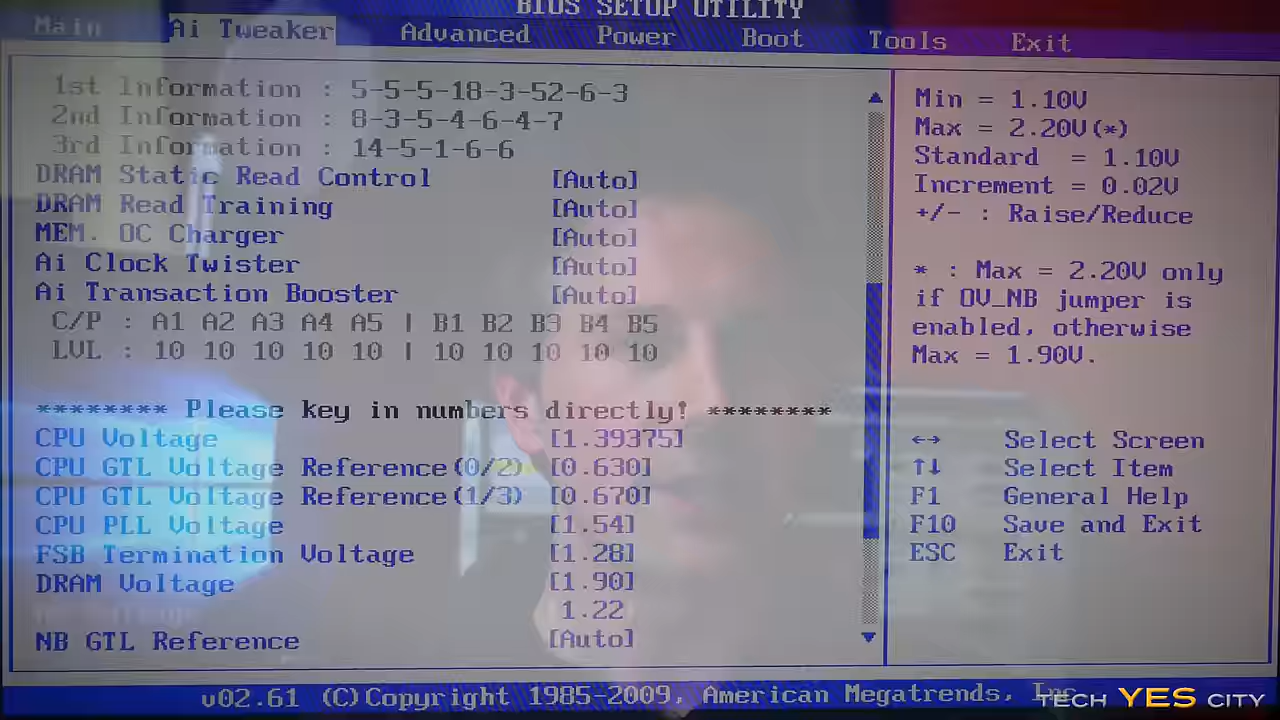 BIOS SETUP UTILITY
Main Ai Tweaker Advanced Power Boot Tools Exit
1st Information : 5-5-5-18-3-52-6-3
2nd Information : 8-3-5-4-6-4-7
3rd Information : 14-5-1-6-6
DRAM Static Read Control [Auto]
DRAM Read Training [Auto]
MEM. OC Charger [Auto]
Ai Clock Twister [Auto]
Ai Transaction Booster [Auto]
C/P : A1 A2 A3 A4 A5 | B1 B2 B3 B4 B5
LVL : 10 10 10 10 10 | 10 10 10 10 10
******** Please key in numbers directly! ********
CPU Voltage [1.39375]
CPU GTL Voltage Reference(0/2) [0.630]
CPU GTL Voltage Reference(1/3) [0.670]
CPU PLL Voltage [1.54]
FSB Termination Voltage [1.28]
DRAM Voltage [1.90]
1.22
NB GTL Reference [Auto]
Min = 1.10V
Max = 2.20V(*)
Standard = 1.10V
Increment = 0.02V
+/- : Raise/Reduce
* : Max = 2.20V only
if OV_NB jumper is
enabled, otherwise
Max = 1.90V.
←→ Select Screen
↑↓ Select Item
F1 General Help
F10 Save and Exit
ESC Exit
v02.61 (C)Copyright 1985-2009, American Megatrends, Inc.
TECH YES CITY